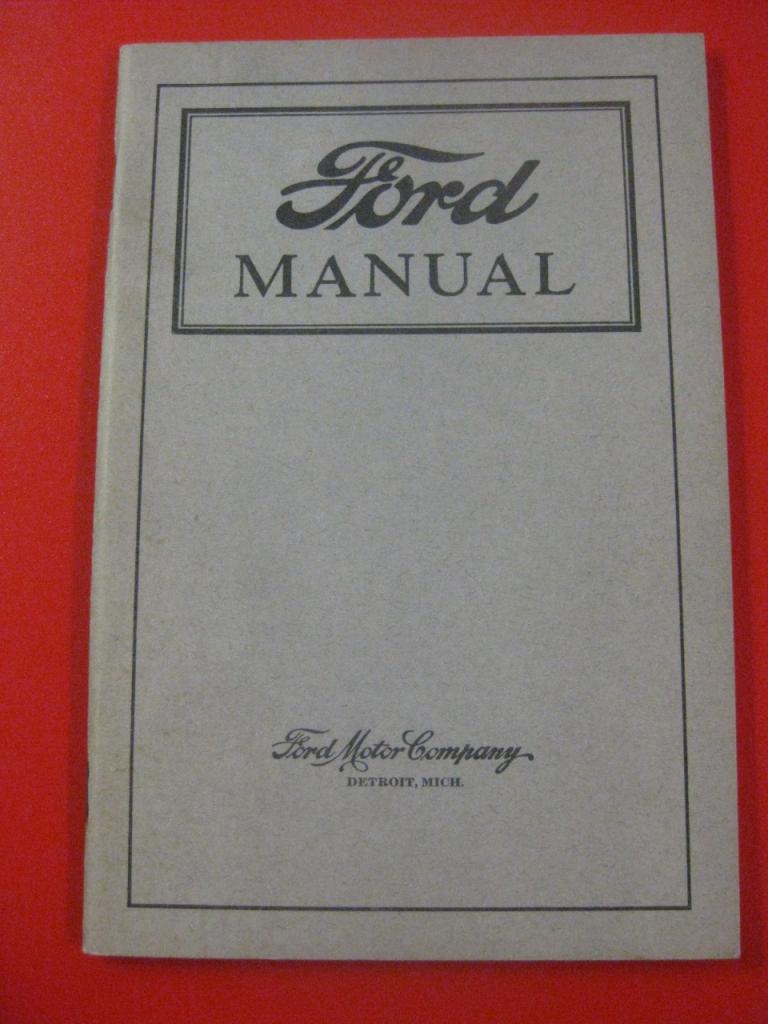 Ford
MANUAL
Ford Motor Company
DETROIT, MICH.